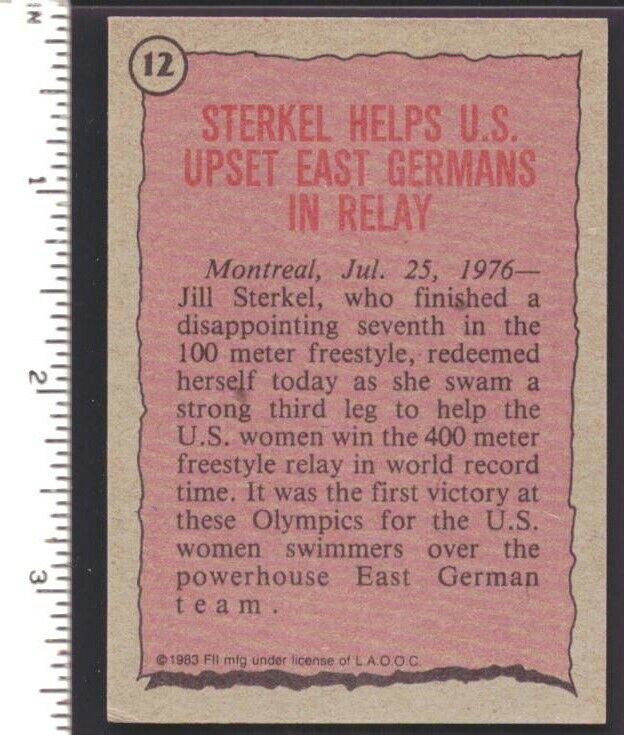 IN
1
2
3
12
STERKEL HELPS U.S.
UPSET EAST GERMANS
IN RELAY
Montreal, Jul. 25, 1976—
Jill Sterkel, who finished a
disappointing seventh in the
100 meter freestyle, redeemed
herself today as she swam a
strong third leg to help the
U.S. women win the 400 meter
freestyle relay in world record
time. It was the first victory at
these Olympics for the U.S.
women swimmers over the
powerhouse East German
team.
©1983 FII mfg under license of L.A.O.O.C.